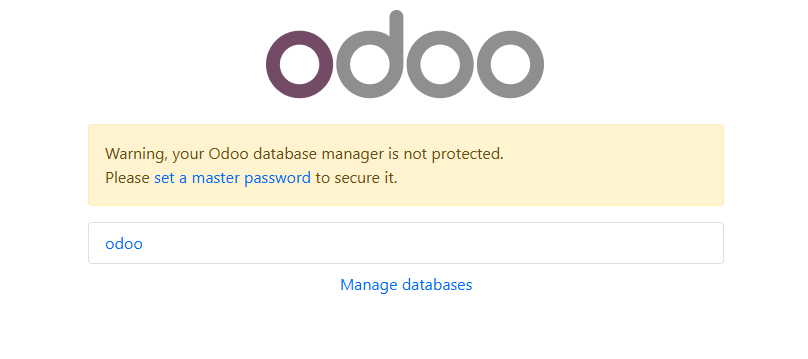 odoo
Warning, your Odoo database manager is not protected.
Please set a master password to secure it.
odoo
Manage databases